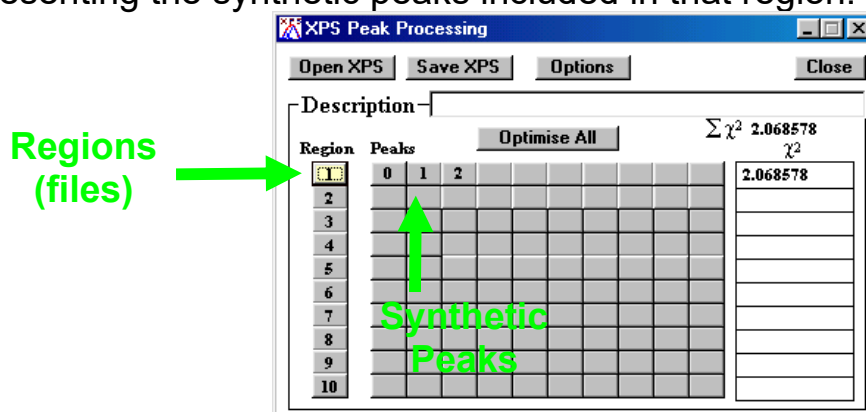 esenting the synthetic peaks included in that region.
XPS Peak Processing
Open XPS Save XPS Options Close
Description
Optimise All
Σχ² 2.068578
Region Peaks χ²
Regions
(files)
1 0 1 2 2.068578
2
3
4
5
6
7
8
9
10
Synthetic
Peaks